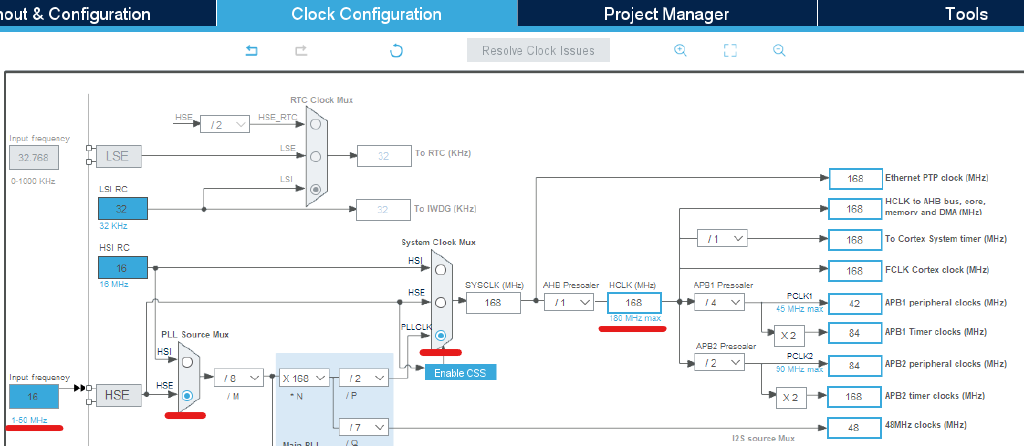 nout & Configuration
Clock Configuration
Project Manager
Tools
Resolve Clock Issues
RTC Clock Mux
HSE
/ 2
HSE_RTC
Input frequency
32.768
0-1000 KHz
LSE
LSE
32
To RTC (KHz)
LSI
LSI RC
32
32 KHz
32
To IWDG (KHz)
HSI RC
16
16 MHz
System Clock Mux
HSI
HSE
PLLCLK
SYSCLK (MHz)
168
AHB Prescaler
/ 1
HCLK (MHz)
168
180 MHz max
168
Ethernet PTP clock (MHz)
168
HCLK to AHB bus, core,
memory and DMA (MHz)
/ 1
168
To Cortex System timer (MHz)
168
FCLK Cortex clock (MHz)
APB1 Prescaler
/ 4
PCLK1
45 MHz max
42
APB1 peripheral clocks (MHz)
X 2
84
APB1 Timer clocks (MHz)
APB2 Prescaler
/ 2
PCLK2
90 MHz max
84
APB2 peripheral clocks (MHz)
X 2
168
APB2 timer clocks (MHz)
48
48MHz clocks (MHz)
Enable CSS
PLL Source Mux
HSI
HSE
Input frequency
16
1-50 MHz
HSE
/ 8
/ M
X 168
* N
/ 2
/ P
/ 7
/ Q
Main PLL
I2S source Mux